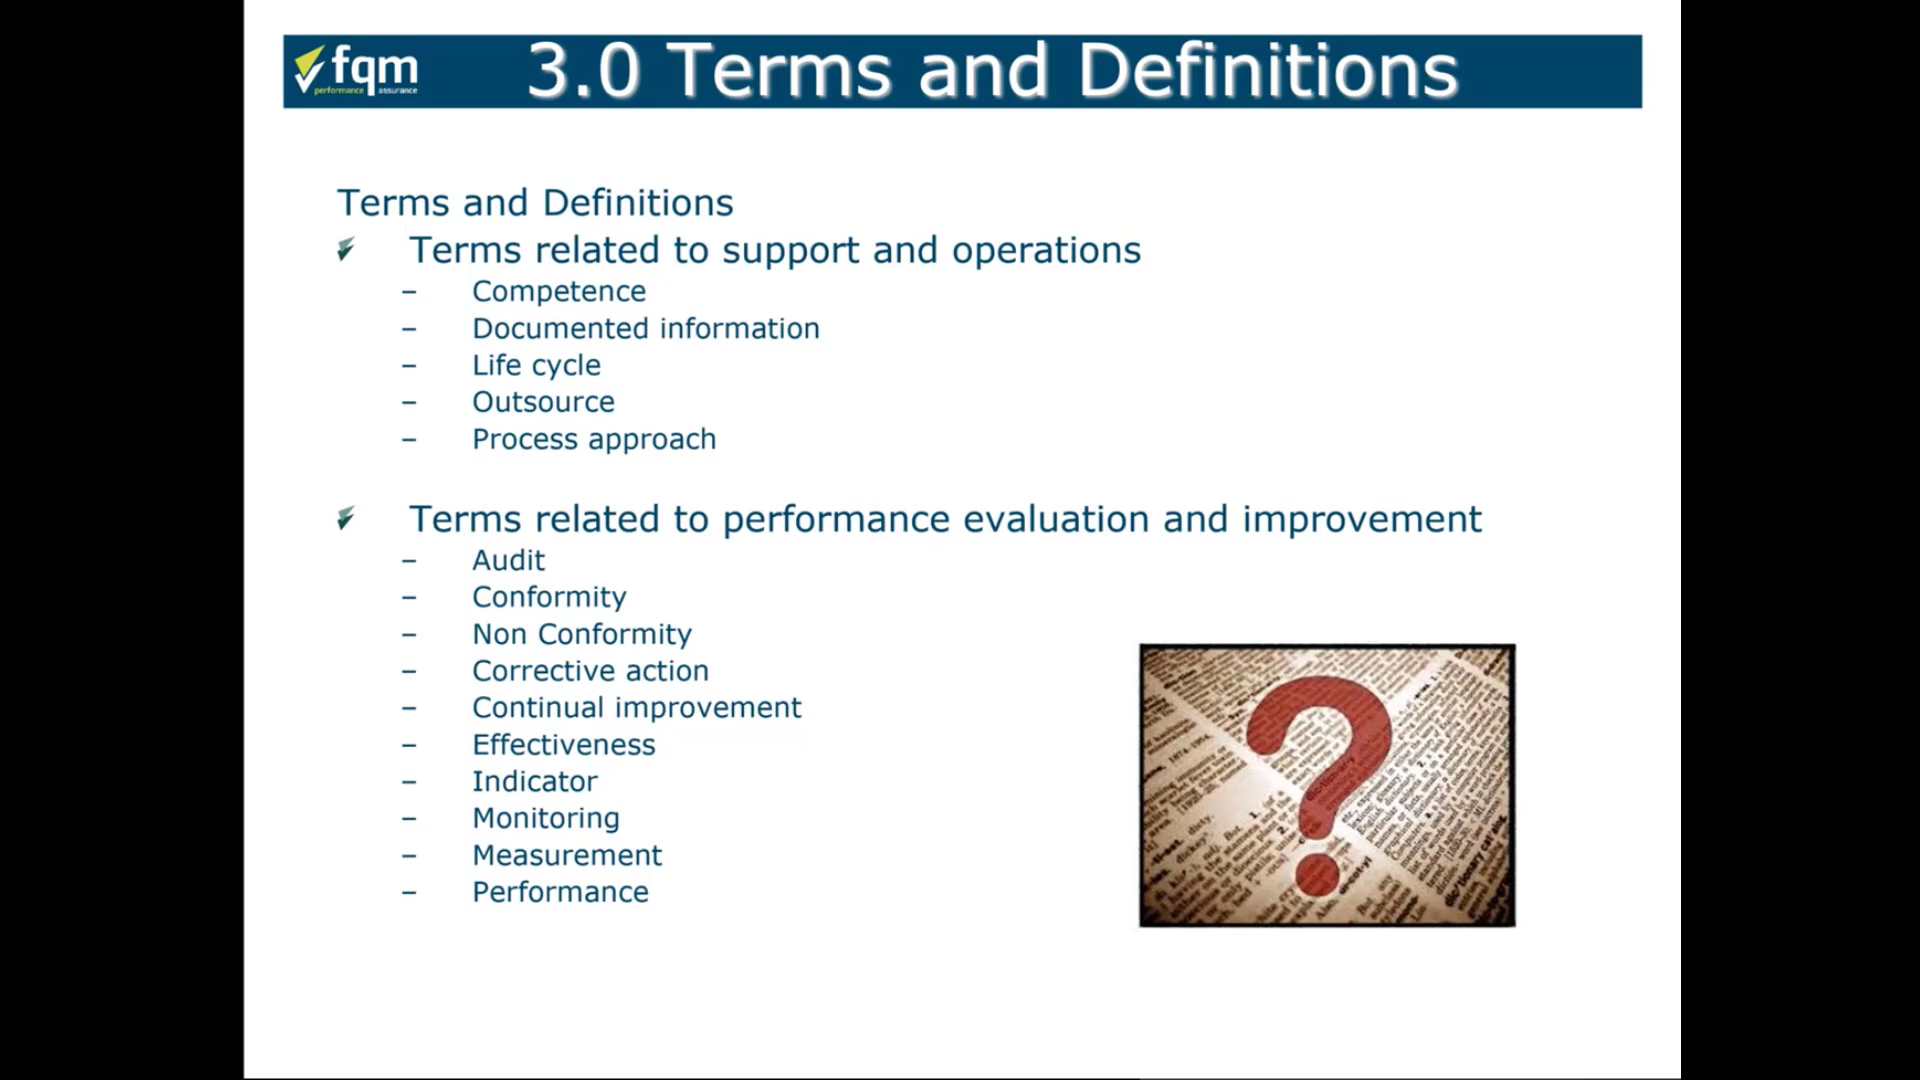 fqm
performance assurance
3.0 Terms and Definitions
Terms and Definitions
Terms related to support and operations
– Competence
– Documented information
– Life cycle
– Outsource
– Process approach
Terms related to performance evaluation and improvement
– Audit
– Conformity
– Non Conformity
– Corrective action
– Continual improvement
– Effectiveness
– Indicator
– Monitoring
– Measurement
– Performance